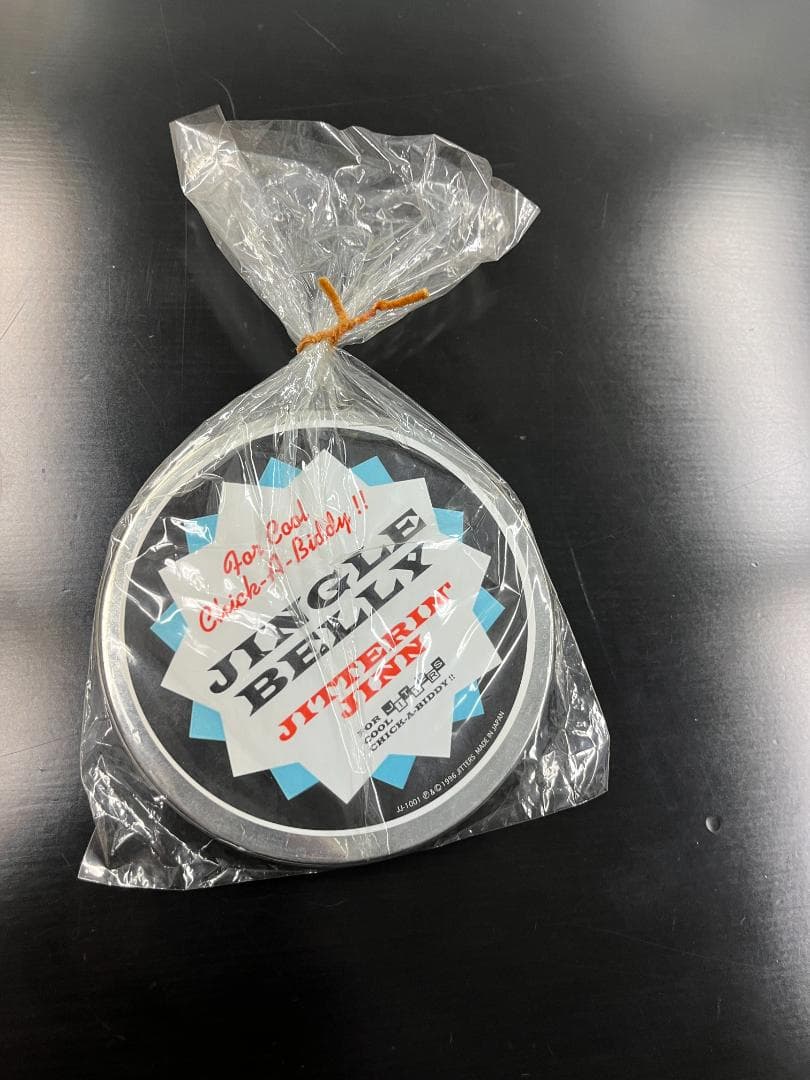 For Cool
Chick-A-Biddy!!
JINGLE
BELLY
JITTERIN'
JINN
FOR JITTERS
COOL
CHICK-A-BIDDY!!
JJ-1001 ℗&© 1996 JITTERS MADE IN JAPAN